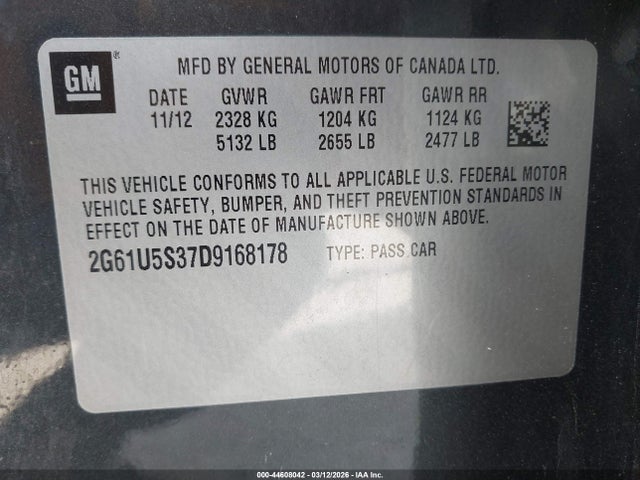 GM ®
MFD BY GENERAL MOTORS OF CANADA LTD.
DATE GVWR GAWR FRT GAWR RR
11/12 2328 KG 1204 KG 1124 KG
5132 LB 2655 LB 2477 LB
THIS VEHICLE CONFORMS TO ALL APPLICABLE U.S. FEDERAL MOTOR
VEHICLE SAFETY, BUMPER, AND THEFT PREVENTION STANDARDS IN
EFFECT ON THE DATE OF MANUFACTURE SHOWN ABOVE.
2G61U5S37D9168178 TYPE: PASS CAR
000-44608042 - 03/12/2026 - IAA Inc.